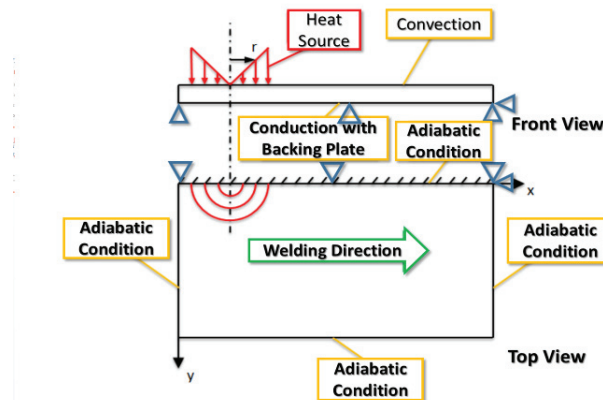 Heat
Source
r
Convection
Conduction with
Backing Plate
Adiabatic
Condition
Front View
x
Adiabatic
Condition
Welding Direction
Adiabatic
Condition
Adiabatic
Condition
Top View
y